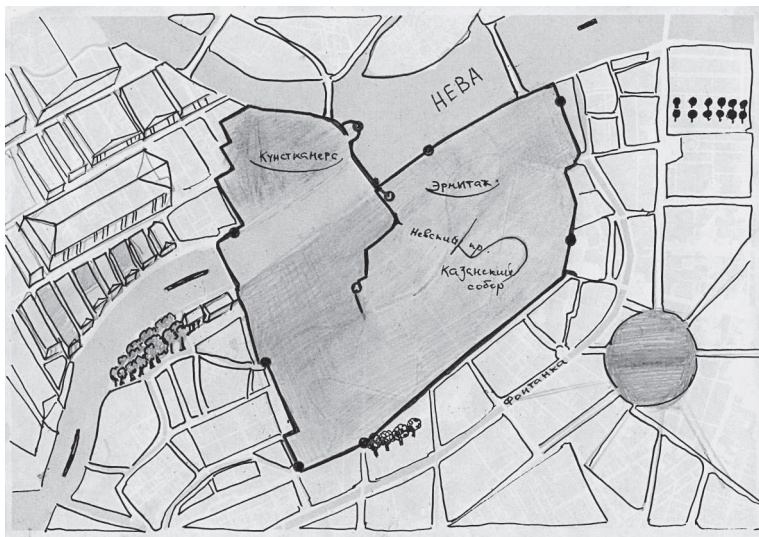 НЕВА
Кунсткамера
Эрмитаж
Невский пр.
Казанский
собор
Фонтанка